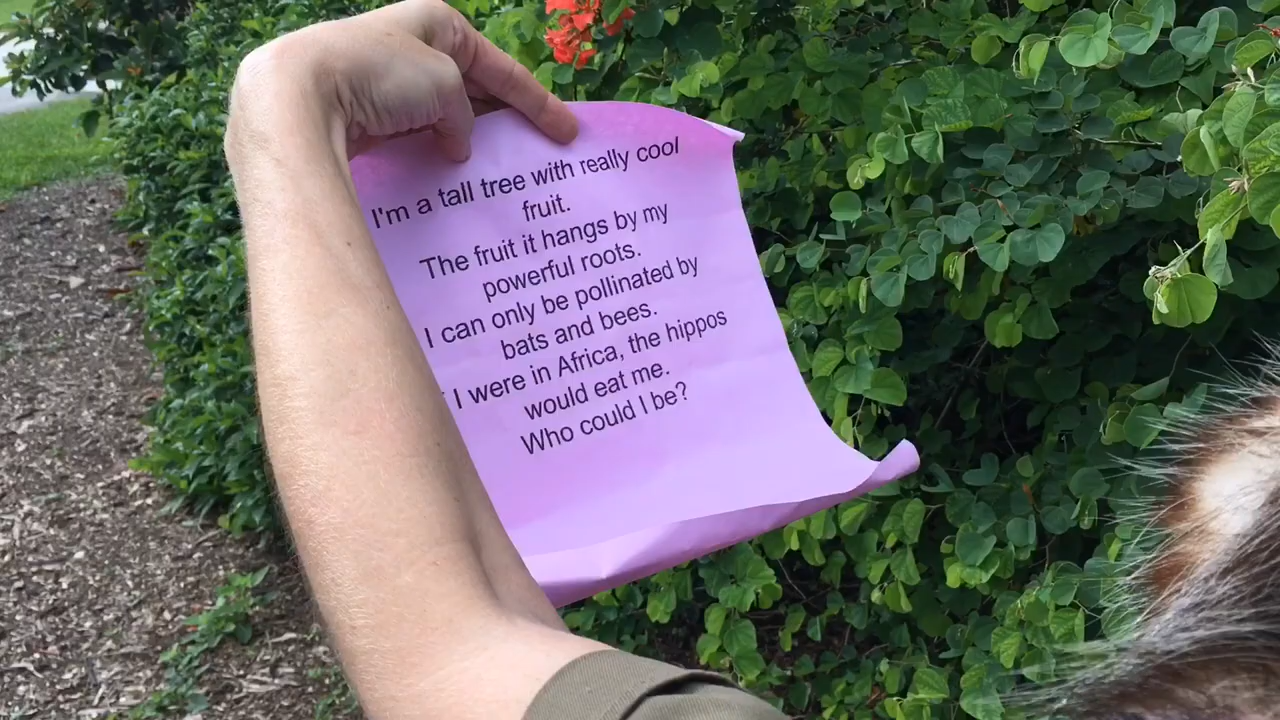 I'm a tall tree with really cool
fruit.
The fruit it hangs by my
powerful roots.
I can only be pollinated by
bats and bees.
I were in Africa, the hippos
would eat me.
Who could I be?